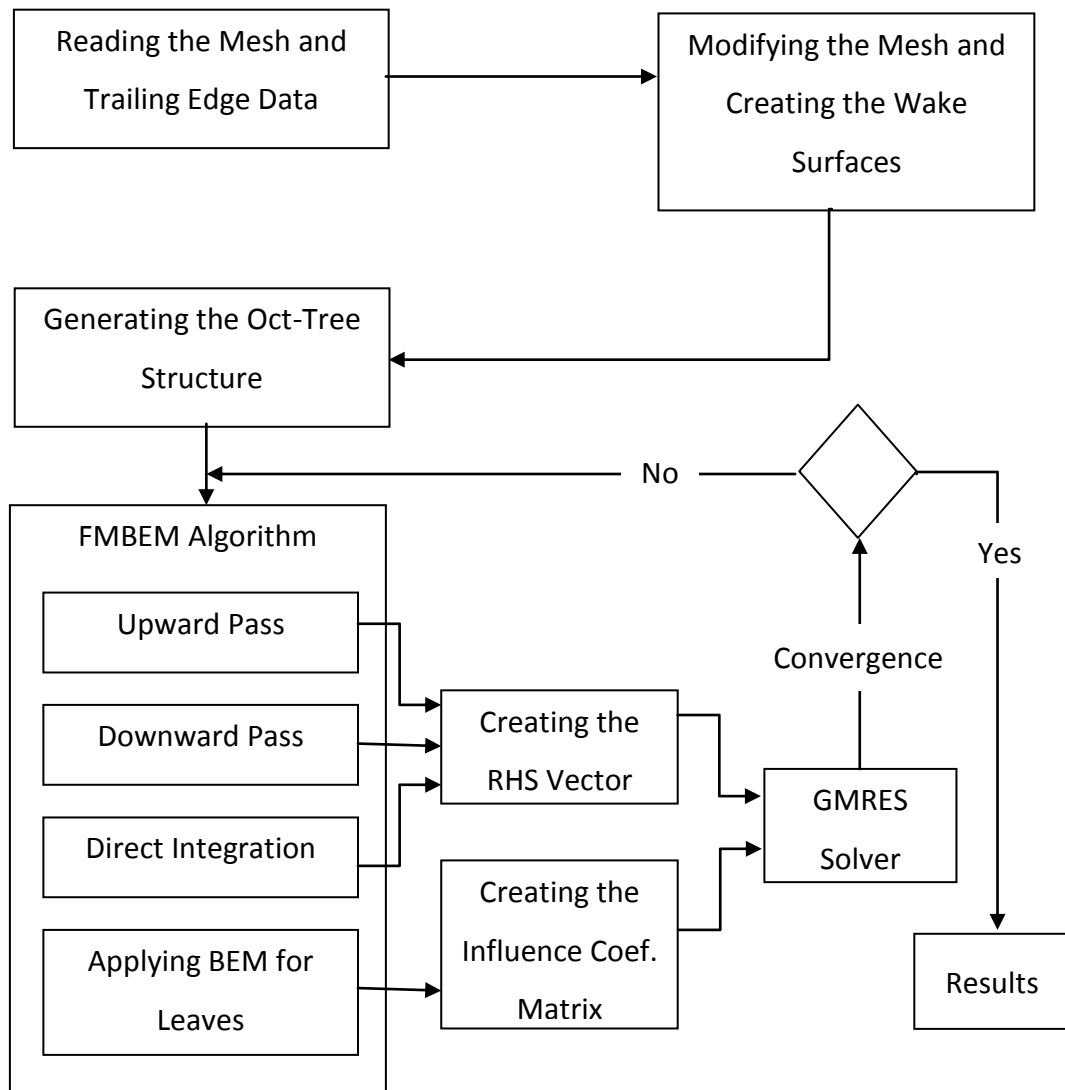 Reading the Mesh and
Trailing Edge Data
Modifying the Mesh and
Creating the Wake
Surfaces
Generating the Oct-Tree
Structure
No
Yes
FMBEM Algorithm
Upward Pass
Downward Pass
Direct Integration
Applying BEM for
Leaves
Creating the
RHS Vector
Creating the
Influence Coef.
Matrix
Convergence
GMRES
Solver
Results